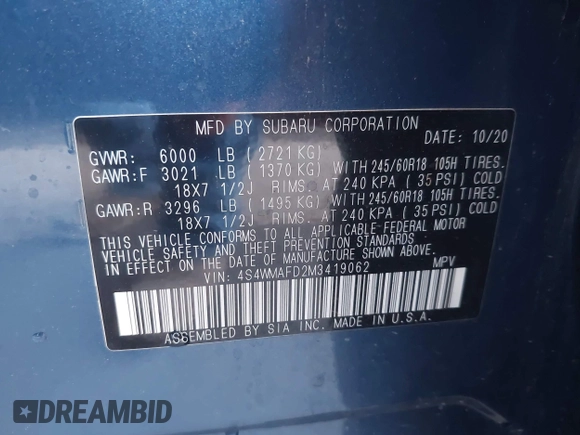 MFD BY SUBARU CORPORATION
DATE: 10/20
GVWR: 6000 LB ( 2721 KG)
GAWR:F 3021 LB ( 1370 KG) WITH 245/60R18 105H TIRES.
18X7 1/2J RIMS. AT 240 KPA ( 35 PSI) COLD
GAWR:R 3296 LB ( 1495 KG) WITH 245/60R18 105H TIRES.
18X7 1/2J RIMS. AT 240 KPA ( 35 PSI) COLD
THIS VEHICLE CONFORMS TO ALL APPLICABLE FEDERAL MOTOR
VEHICLE SAFETY AND THEFT PREVENTION STANDARDS
IN EFFECT ON THE DATE OF MANUFACTURE SHOWN ABOVE.
VIN: 4S4WMAFD2M3419062 MPV
ASSEMBLED BY SIA INC. MADE IN U.S.A.
DREAMBID